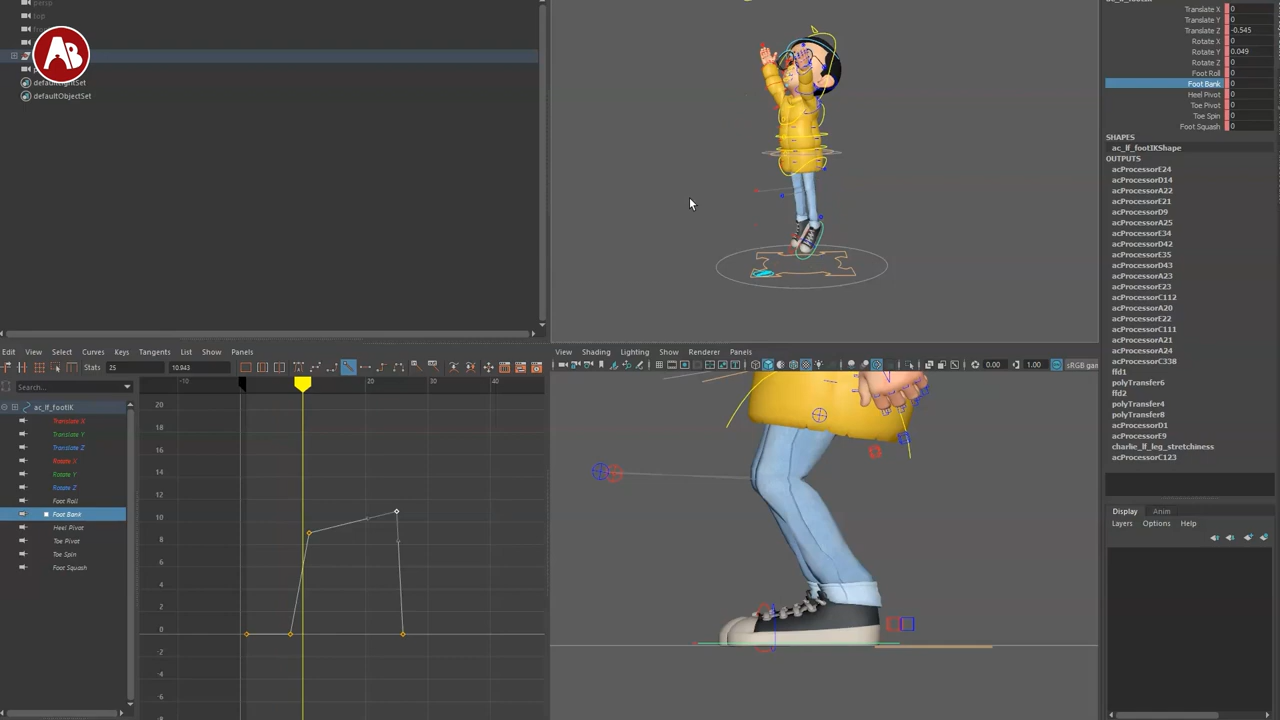 persp
top
AB
defaultLightSet
defaultObjectSet
Translate X 0
Translate Y 0
Translate Z -0.545
Rotate X 0
Rotate Y 0.049
Rotate Z 0
Foot Roll 0
Foot Bank 0
Heel Pivot 0
Toe Pivot 0
Toe Spin 0
Foot Squash 0
SHAPES
ac_lf_footIKShape
OUTPUTS
acProcessorE24
acProcessorD14
acProcessorA22
acProcessorE21
acProcessorD9
acProcessorA25
acProcessorE34
acProcessorD42
acProcessorE35
acProcessorD43
acProcessorA23
acProcessorE23
acProcessorC112
acProcessorA20
acProcessorE22
acProcessorC111
acProcessorA21
acProcessorA24
acProcessorC338
ffd1
polyTransfer6
ffd2
polyTransfer4
polyTransfer8
acProcessorD1
acProcessorE9
charlie_lf_leg_stretchiness
acProcessorC123
Display Anim
Layers Options Help
Edit View Select Curves Keys Tangents List Show Panels
Stats 25 10.943
Search...
-10 20 30 40
ac_lf_footIK
Translate X
Translate Y
Translate Z
Rotate X
Rotate Y
Rotate Z
Foot Roll
Foot Bank
Heel Pivot
Toe Pivot
Toe Spin
Foot Squash
20
18
16
14
12
10
8
6
4
2
0
-2
-4
-6
View Shading Lighting Show Renderer Panels
0.00 1.00 sRGB gam